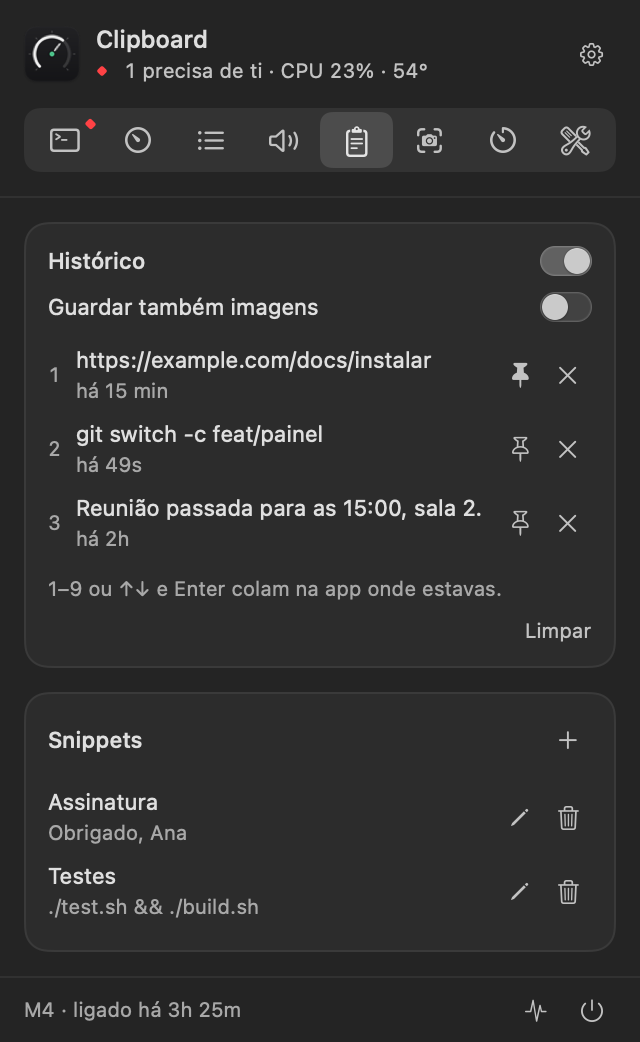 Clipboard
1 precisa de ti · CPU 23% · 54°
Histórico
Guardar também imagens
1 https://example.com/docs/instalar
há 15 min
2 git switch -c feat/painel
há 49s
3 Reunião passada para as 15:00, sala 2.
há 2h
1–9 ou ↑↓ e Enter colam na app onde estavas.
Limpar
Snippets
Assinatura
Obrigado, Ana
Testes
./test.sh && ./build.sh
M4 · ligado há 3h 25m